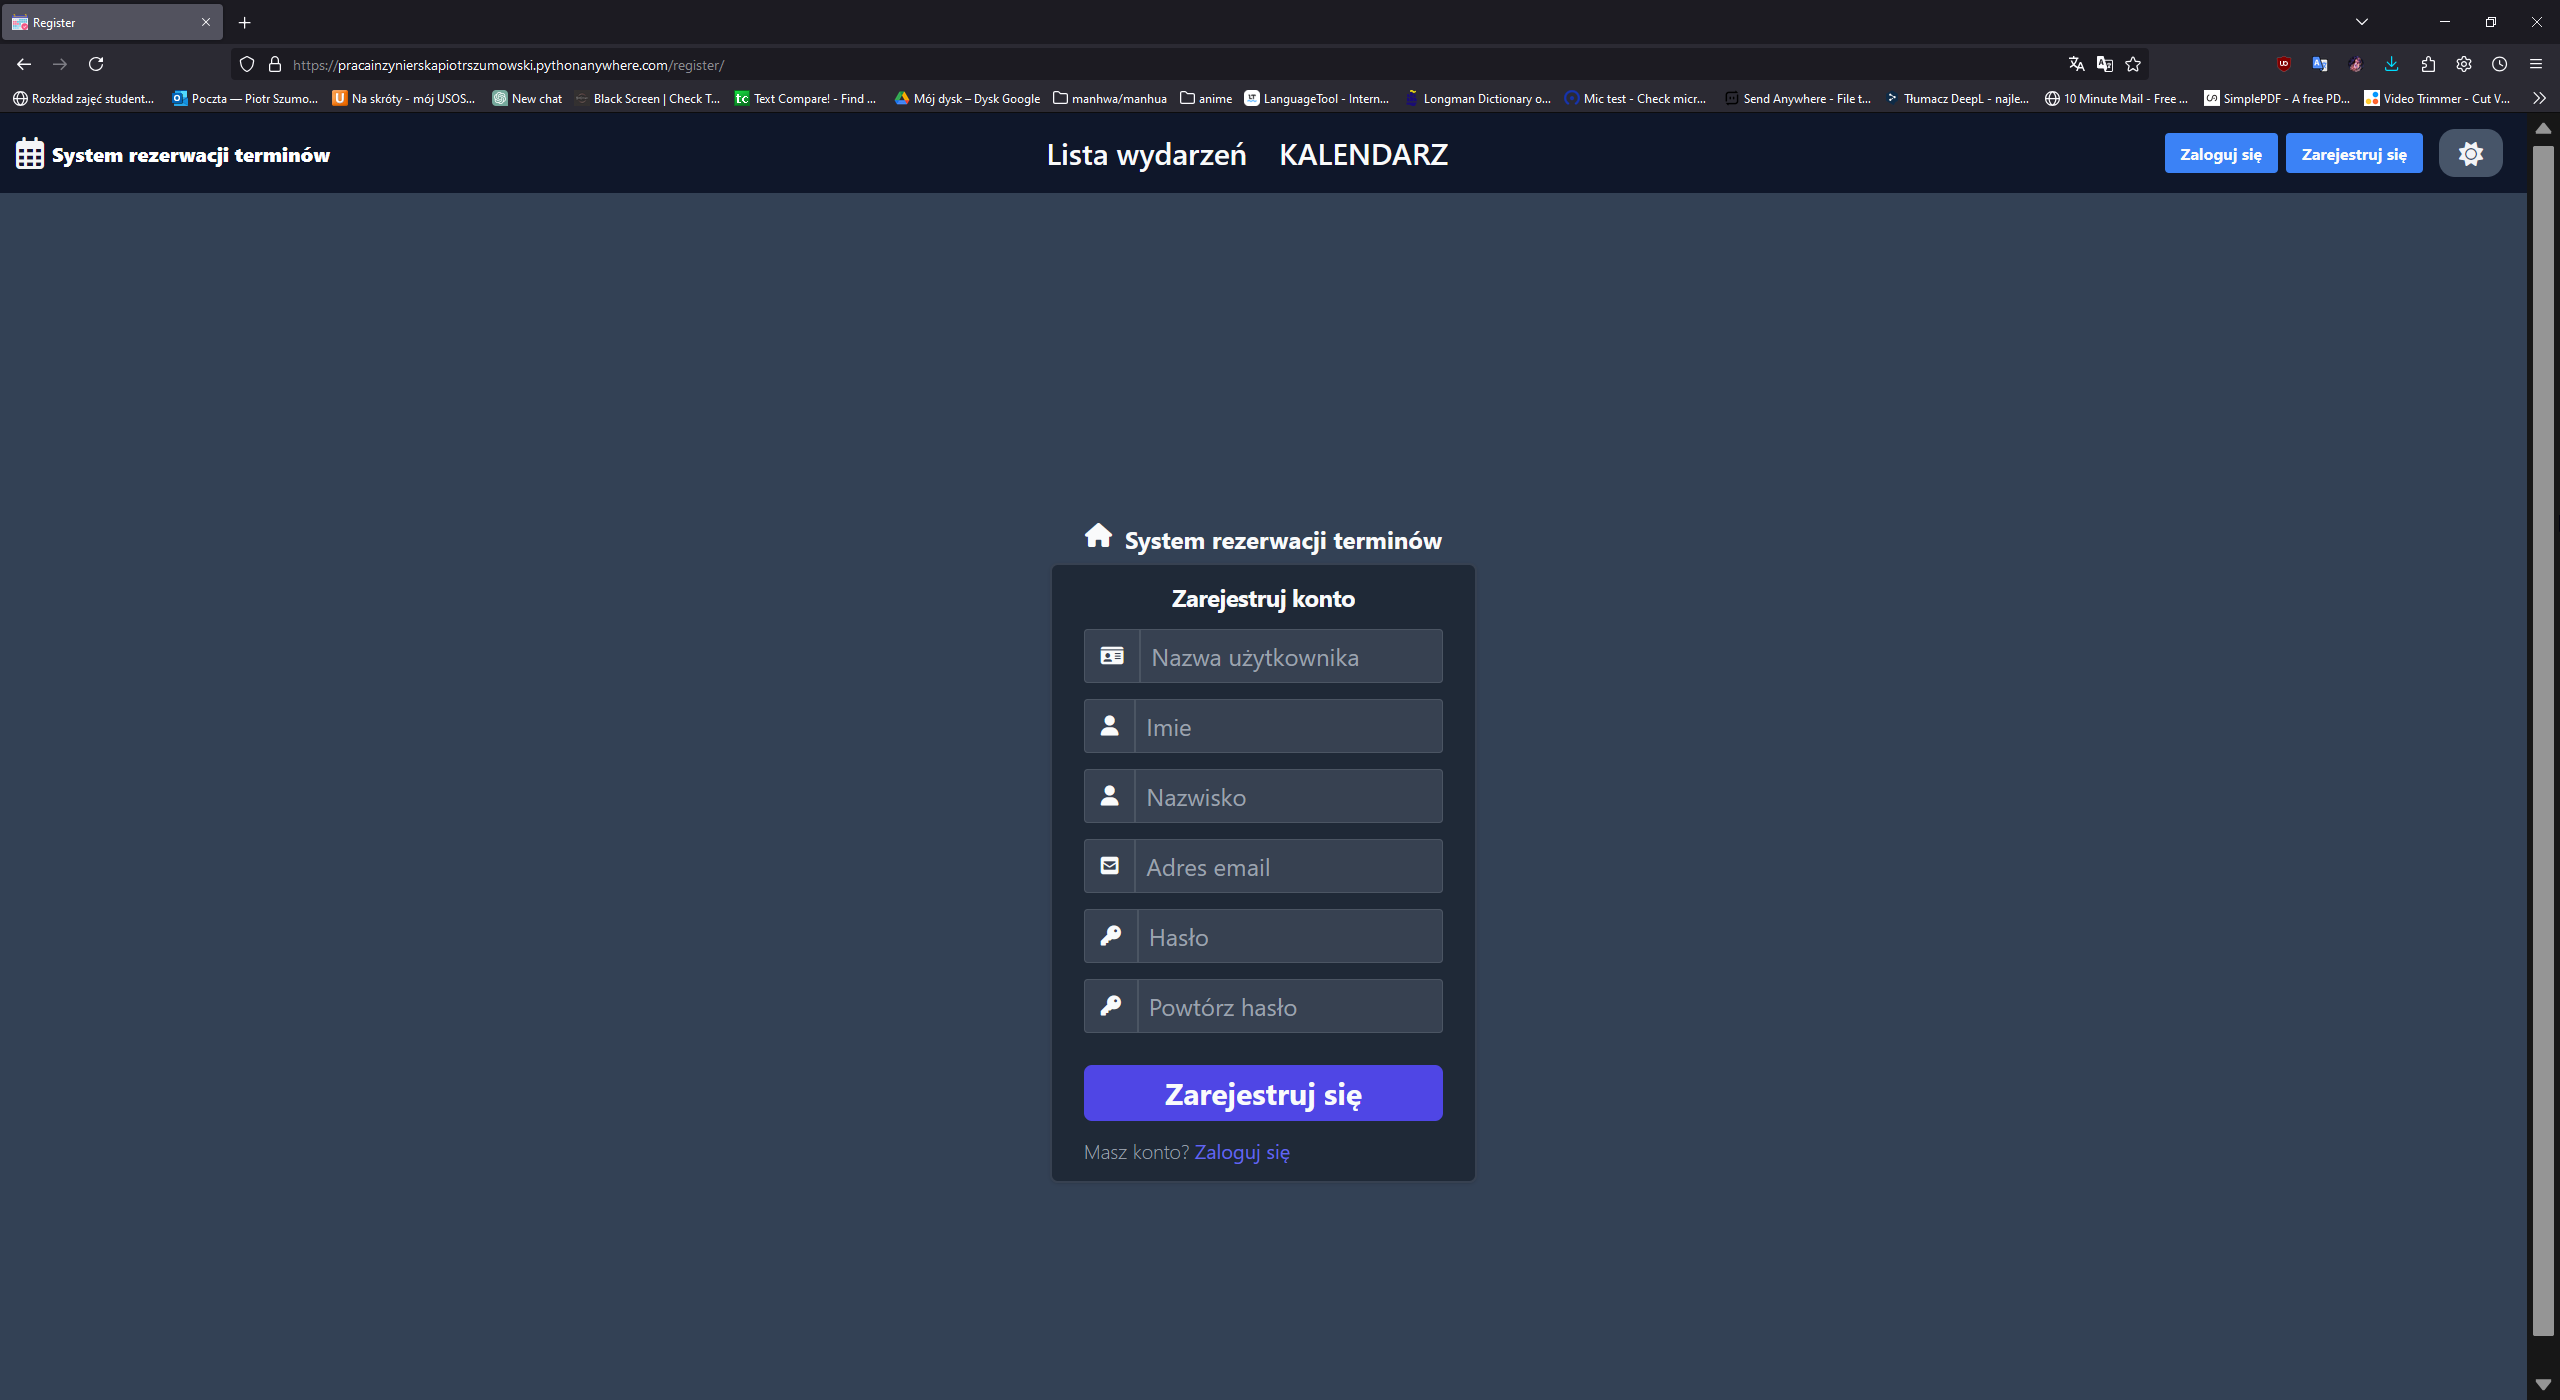 Register
https://pracainzynierskapiotrszumowski.pythonanywhere.com/register/
Rozkład zajęć student... Poczta — Piotr Szumo... Na skróty - mój USOS... New chat Black Screen | Check T... Text Compare! - Find ... Mój dysk – Dysk Google manhwa/manhua anime LanguageTool - Intern... Longman Dictionary o... Mic test - Check micr... Send Anywhere - File t... Tłumacz DeepL - najle... 10 Minute Mail - Free ... SimplePDF - A free PD... Video Trimmer - Cut V...
System rezerwacji terminów Lista wydarzeń KALENDARZ Zaloguj się Zarejestruj się
System rezerwacji terminów
Zarejestruj konto
Nazwa użytkownika
Imie
Nazwisko
Adres email
Hasło
Powtórz hasło
Zarejestruj się
Masz konto? Zaloguj się